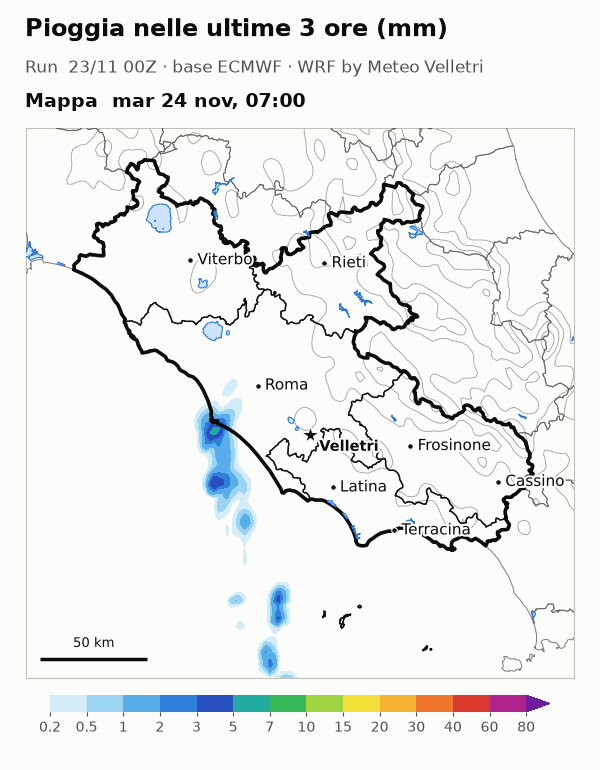 Pioggia nelle ultime 3 ore (mm)
Run  23/11 00Z · base ECMWF · WRF by Meteo Velletri
Mappa  mar 24 nov, 07:00
Viterbo
Rieti
Roma
Velletri
Frosinone
Cassino
Latina
Terracina
50 km
0.2 0.5 1 2 3 5 7 10 15 20 30 40 60 80